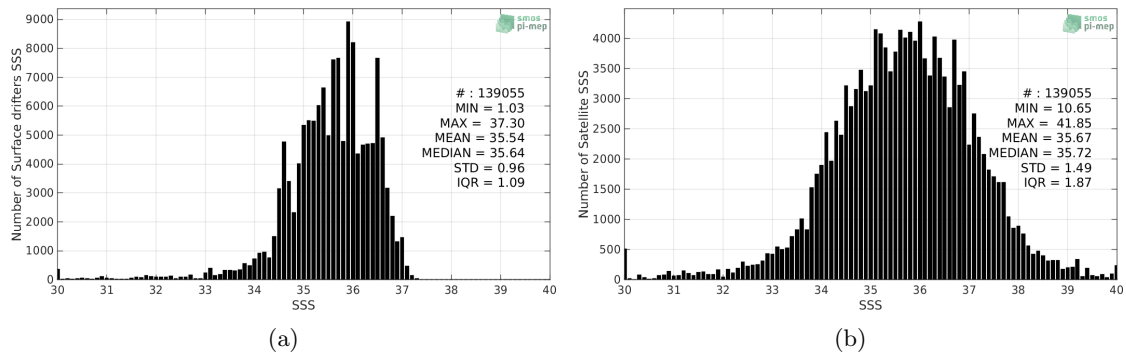 Number of Surface drifters SSS
9000
8000
7000
6000
5000
4000
3000
2000
1000
0
30 31 32 33 34 35 36 37 38 39 40
SSS
smos
pi-mep
# : 139055
MIN = 1.03
MAX = 37.30
MEAN = 35.54
MEDIAN = 35.64
STD = 0.96
IQR = 1.09
(a)
Number of Satellite SSS
4000
3500
3000
2500
2000
1500
1000
500
0
30 31 32 33 34 35 36 37 38 39 40
SSS
smos
pi-mep
# : 139055
MIN = 10.65
MAX = 41.85
MEAN = 35.67
MEDIAN = 35.72
STD = 1.49
IQR = 1.87
(b)